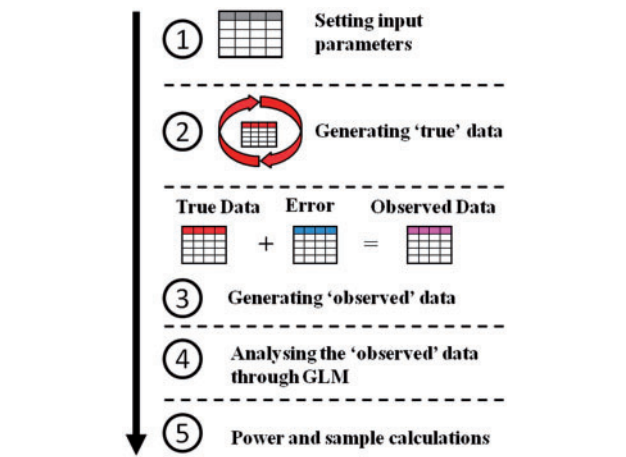 1
Setting input
parameters
2
Generating ‘true’ data
True Data Error Observed Data
+ =
3
Generating ‘observed’ data
4
Analysing the ‘observed’ data
through GLM
5
Power and sample calculations